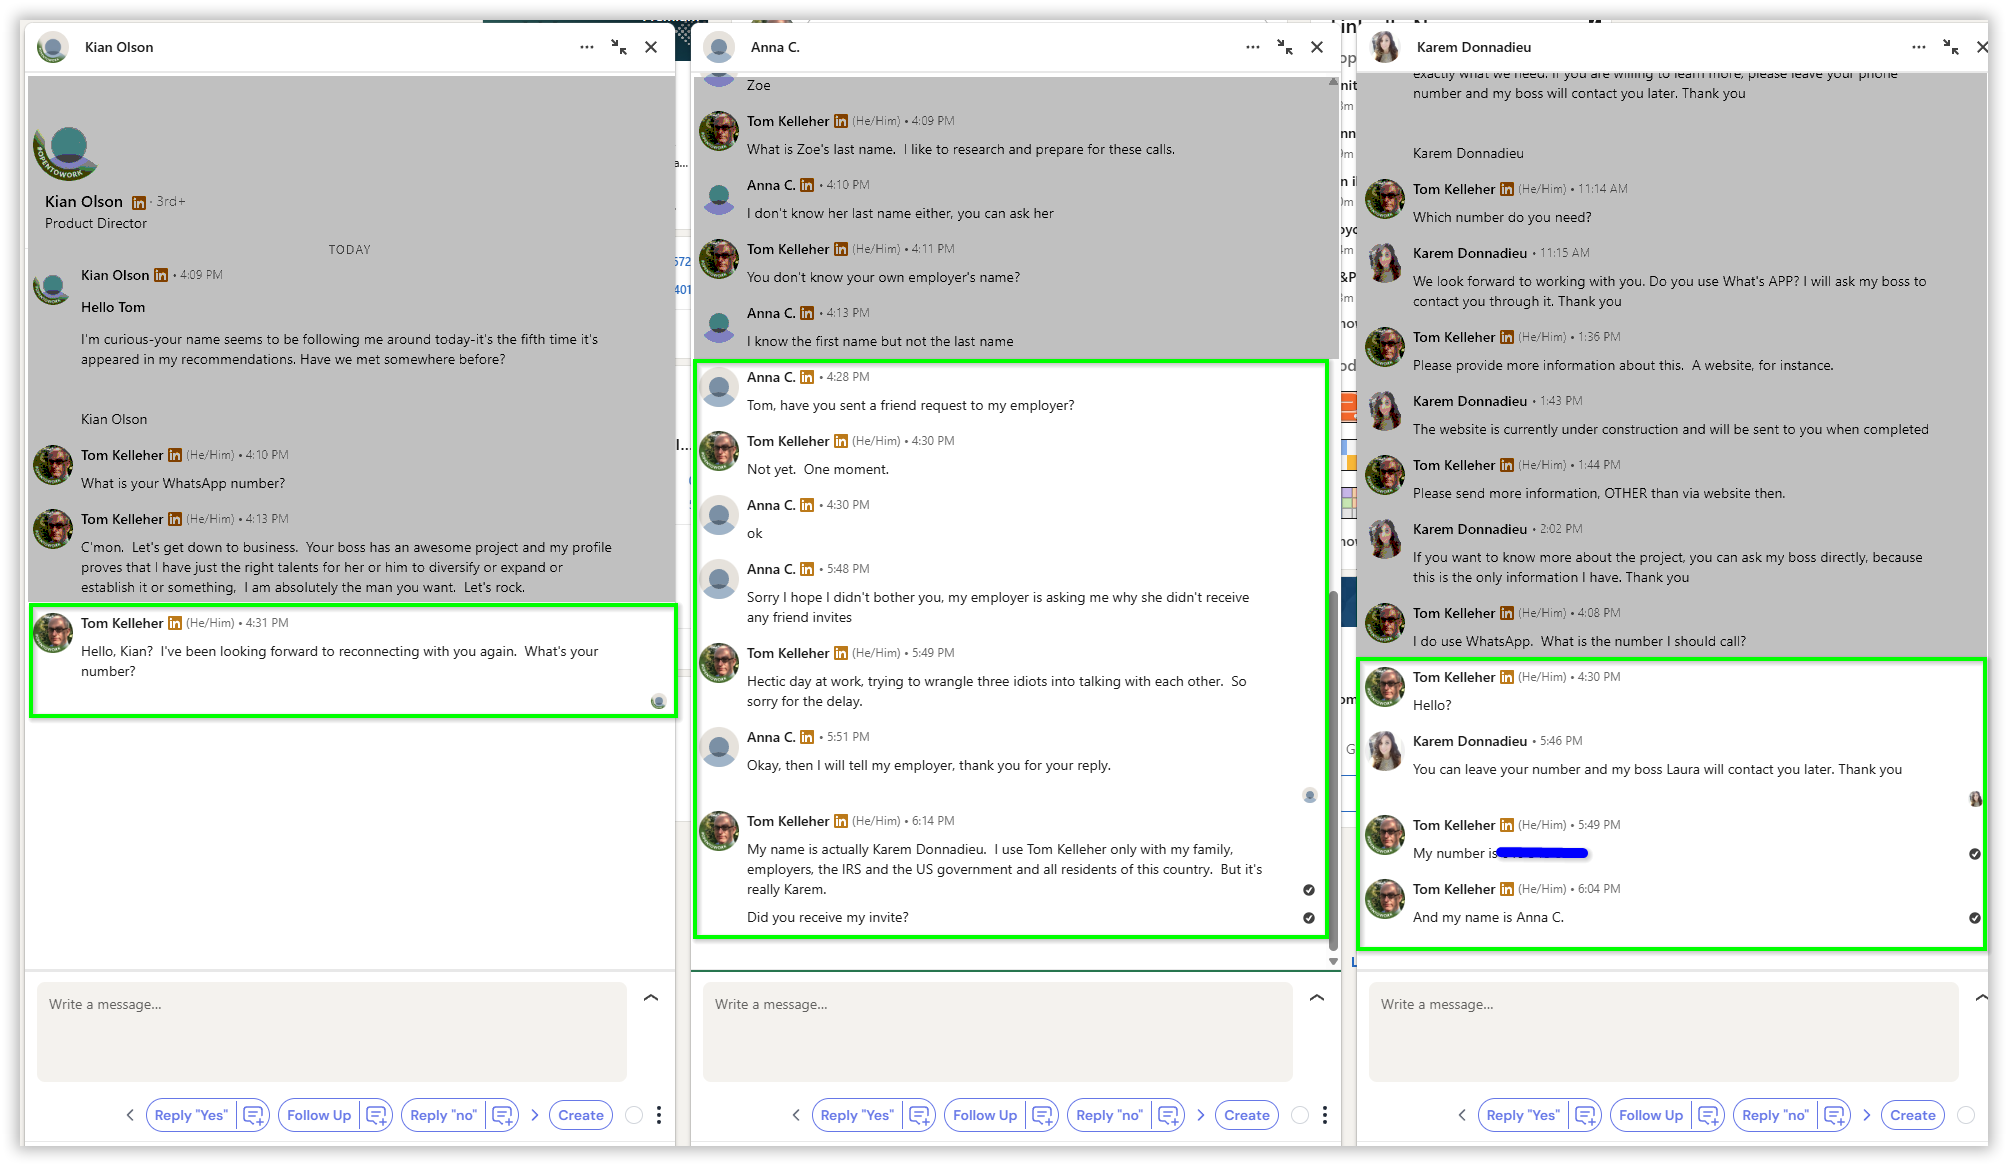 Kian Olson
#OPENTOWORK
Kian Olson in · 3rd+
Product Director
TODAY
Kian Olson in • 4:09 PM
Hello Tom
I'm curious-your name seems to be following me around today-it's the fifth time it's
appeared in my recommendations. Have we met somewhere before?
Kian Olson
Tom Kelleher in (He/Him) • 4:10 PM
What is your WhatsApp number?
Tom Kelleher in (He/Him) • 4:13 PM
C'mon.  Let's get down to business.  Your boss has an awesome project and my profile
proves that I have just the right talents for her or him to diversify or expand or
establish it or something,  I am absolutely the man you want.  Let's rock.
Tom Kelleher in (He/Him) • 4:31 PM
Hello, Kian?  I've been looking forward to reconnecting with you again.  What's your
number?
Write a message...
Reply "Yes"
Follow Up
Reply "no"
Create
Anna C.
Zoe
Tom Kelleher in (He/Him) • 4:09 PM
What is Zoe's last name.  I like to research and prepare for these calls.
Anna C. in • 4:10 PM
I don't know her last name either, you can ask her
Tom Kelleher in (He/Him) • 4:11 PM
You don't know your own employer's name?
Anna C. in • 4:13 PM
I know the first name but not the last name
Anna C. in • 4:28 PM
Tom, have you sent a friend request to my employer?
Tom Kelleher in (He/Him) • 4:30 PM
Not yet.  One moment.
Anna C. in • 4:30 PM
ok
Anna C. in • 5:48 PM
Sorry I hope I didn't bother you, my employer is asking me why she didn't receive
any friend invites
Tom Kelleher in (He/Him) • 5:49 PM
Hectic day at work, trying to wrangle three idiots into talking with each other.  So
sorry for the delay.
Anna C. in • 5:51 PM
Okay, then I will tell my employer, thank you for your reply.
Tom Kelleher in (He/Him) • 6:14 PM
My name is actually Karem Donnadieu.  I use Tom Kelleher only with my family,
employers, the IRS and the US government and all residents of this country.  But it's
really Karem.
Did you receive my invite?
Write a message...
Reply "Yes"
Follow Up
Reply "no"
Create
Karem Donnadieu
exactly what we need. If you are willing to learn more, please leave your phone
number and my boss will contact you later. Thank you
Karem Donnadieu
Tom Kelleher in (He/Him) • 11:14 AM
Which number do you need?
Karem Donnadieu • 11:15 AM
We look forward to working with you. Do you use What's APP? I will ask my boss to
contact you through it. Thank you
Tom Kelleher in (He/Him) • 1:36 PM
Please provide more information about this.  A website, for instance.
Karem Donnadieu • 1:43 PM
The website is currently under construction and will be sent to you when completed
Tom Kelleher in (He/Him) • 1:44 PM
Please send more information, OTHER than via website then.
Karem Donnadieu • 2:02 PM
If you want to know more about the project, you can ask my boss directly, because
this is the only information I have. Thank you
Tom Kelleher in (He/Him) • 4:08 PM
I do use WhatsApp.  What is the number I should call?
Tom Kelleher in (He/Him) • 4:30 PM
Hello?
Karem Donnadieu • 5:46 PM
You can leave your number and my boss Laura will contact you later. Thank you
Tom Kelleher in (He/Him) • 5:49 PM
My number is
Tom Kelleher in (He/Him) • 6:04 PM
And my name is Anna C.
Write a message...
Reply "Yes"
Follow Up
Reply "no"
Create